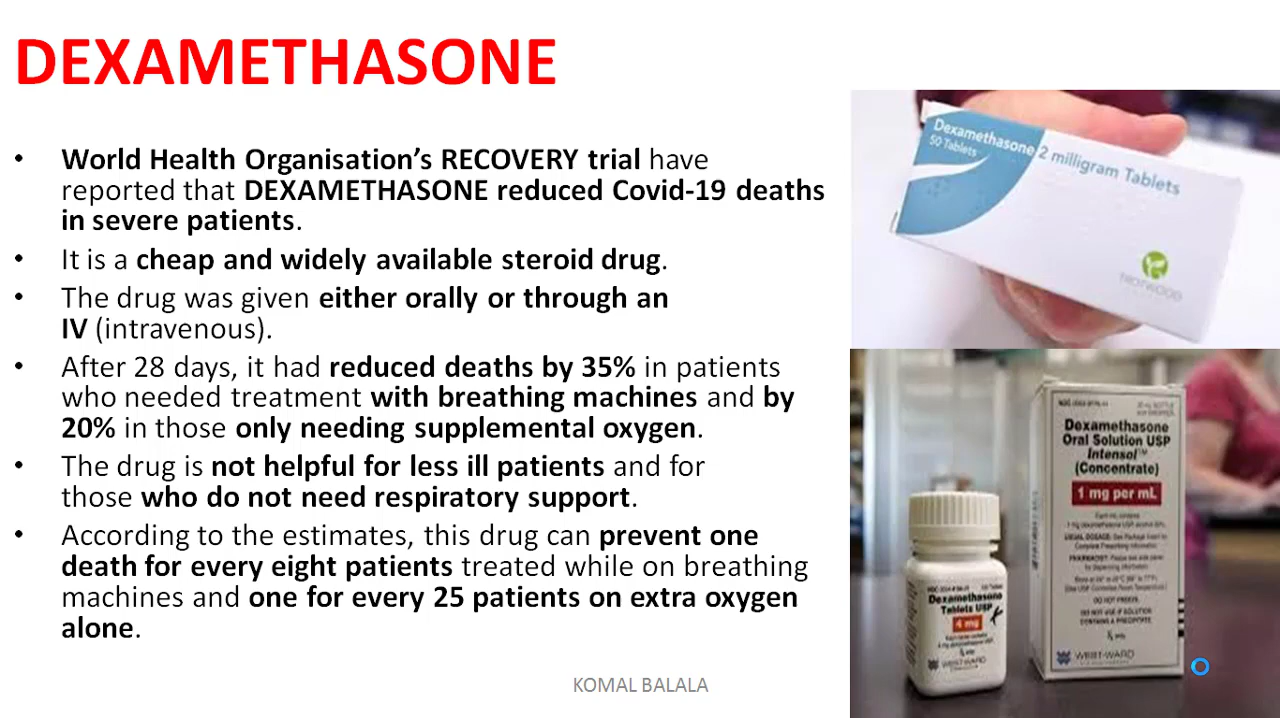 DEXAMETHASONE
• World Health Organisation’s RECOVERY trial have
reported that DEXAMETHASONE reduced Covid-19 deaths
in severe patients.
• It is a cheap and widely available steroid drug.
• The drug was given either orally or through an
IV (intravenous).
• After 28 days, it had reduced deaths by 35% in patients
who needed treatment with breathing machines and by
20% in those only needing supplemental oxygen.
• The drug is not helpful for less ill patients and for
those who do not need respiratory support.
• According to the estimates, this drug can prevent one
death for every eight patients treated while on breathing
machines and one for every 25 patients on extra oxygen
alone.
KOMAL BALALA
Dexamethasone 2 milligram Tablets
50 Tablets
Dexamethasone
Oral Solution USP
Intensol™
(Concentrate)
1 mg per mL
DO NOT FREEZE
WEST-WARD
Dexamethasone
Tablets USP
4 mg
WEST-WARD